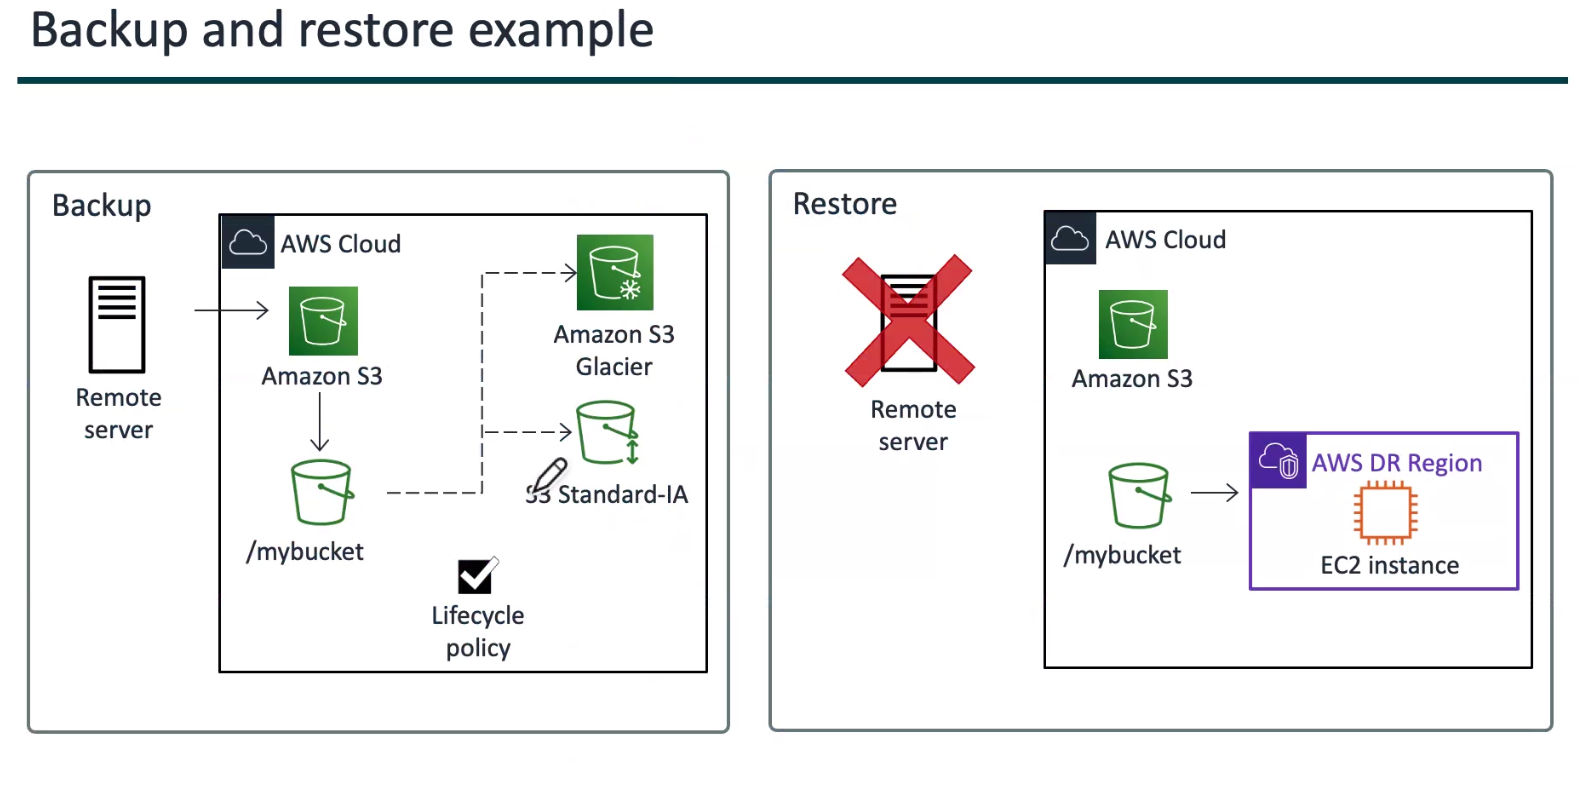 Backup and restore example
Backup
AWS Cloud
Remote
server
Amazon S3
/mybucket
Amazon S3
Glacier
S3 Standard-IA
Lifecycle
policy
Restore
Remote
server
AWS Cloud
Amazon S3
/mybucket
AWS DR Region
EC2 instance